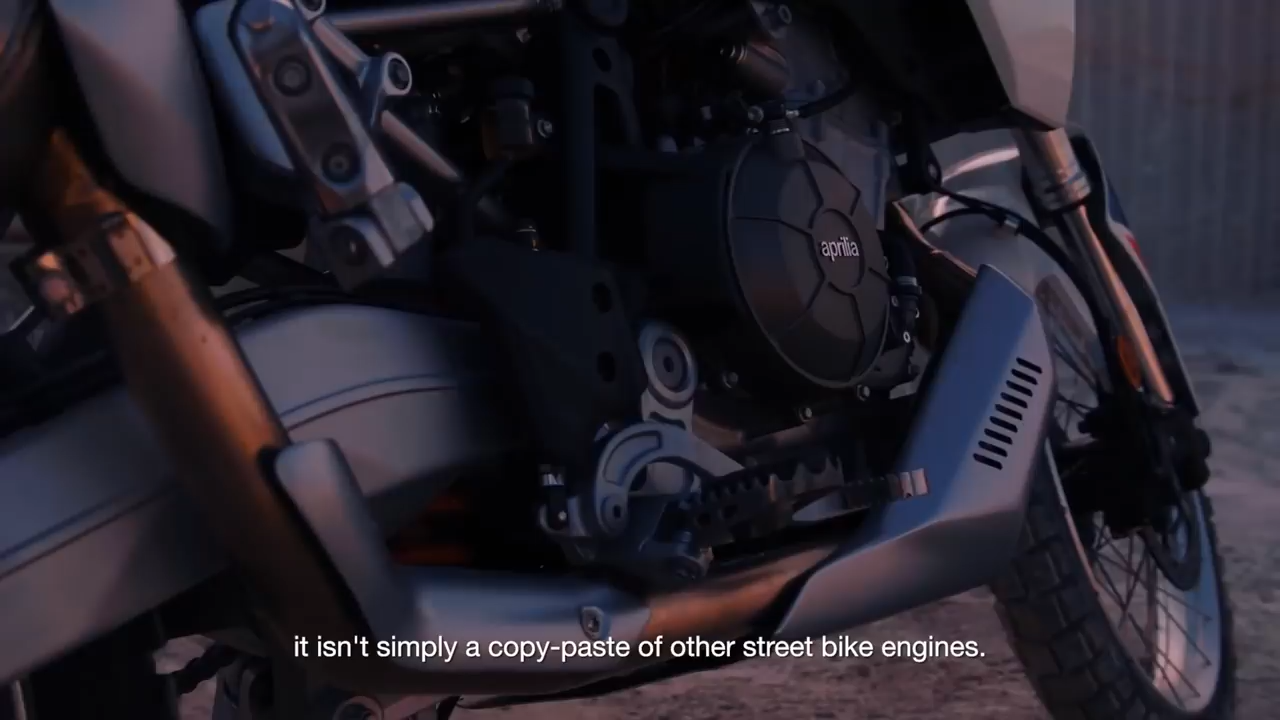 aprilia
it isn't simply a copy-paste of other street bike engines.